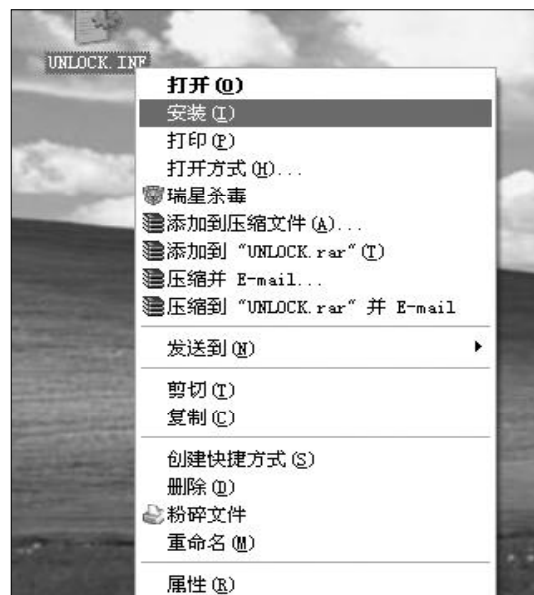 UNLOCK.INF
打开(O)
安装(I)
打印(P)
打开方式(H)...
瑞星杀毒
添加到压缩文件(A)...
添加到 "UNLOCK.rar"(T)
压缩并 E-mail...
压缩到 "UNLOCK.rar" 并 E-mail
发送到(N)
剪切(T)
复制(C)
创建快捷方式(S)
删除(D)
粉碎文件
重命名(M)
属性(R)